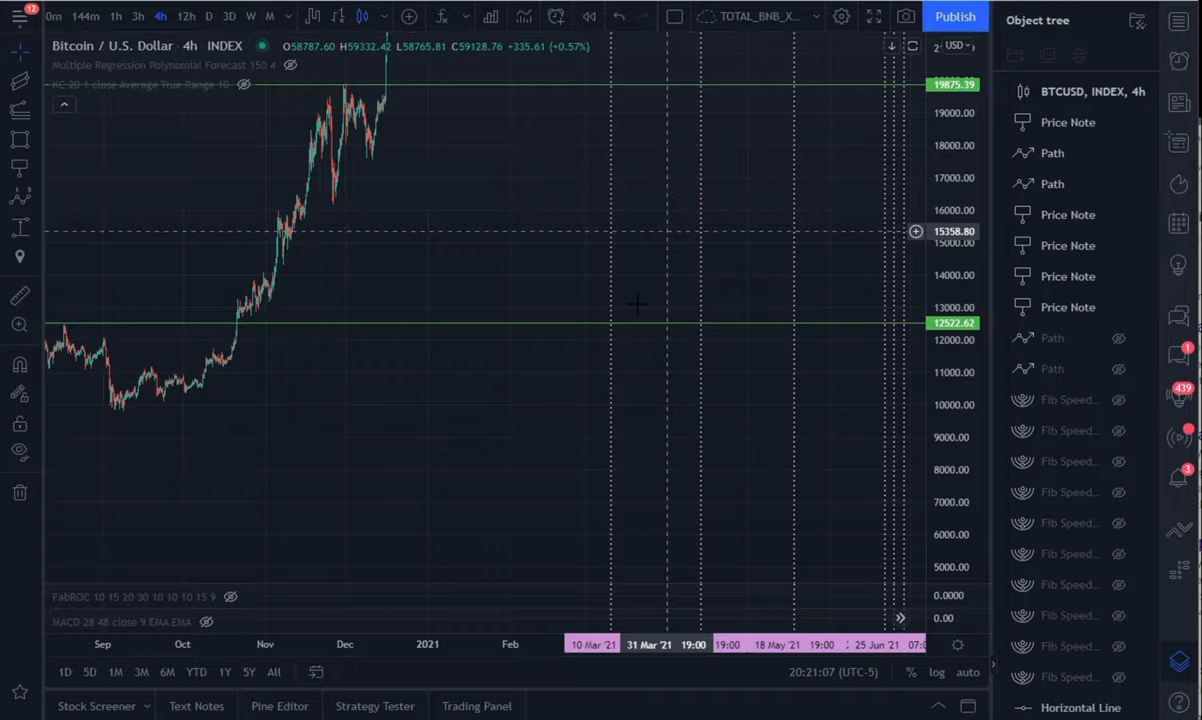 12
0m 144m 1h 3h 4h 12h D 3D W M TOTAL_BNB_X... Publish
Object tree
Bitcoin / U.S. Dollar 4h INDEX O58787.60 H59332.42 L58765.81 C59128.76 +335.61 (+0.57%)
USD
Multiple Regression Polynomial Forecast 150 4
KC 20 1 close Average True Range 10
19875.39
19000.00
18000.00
17000.00
16000.00
15358.80
15000.00
14000.00
13000.00
12522.62
12000.00
11000.00
10000.00
9000.00
8000.00
7000.00
6000.00
5000.00
0.0000
0.00
BTCUSD, INDEX, 4h
Price Note
Path
Path
Price Note
Price Note
Price Note
Price Note
Path
Path
Fib Speed...
Fib Speed...
Fib Speed...
Fib Speed...
Fib Speed...
Fib Speed...
Fib Speed...
Fib Speed...
Fib Speed...
Fib Speed...
Horizontal Line
1
439
3
FabROC 10 15 20 30 10 10 10 15 9
MACD 28 48 close 9 EMA EMA
Sep Oct Nov Dec 2021 Feb 10 Mar '21 31 Mar '21 19:00 19:00 18 May '21 19:00 25 Jun '21 07:0
1D 5D 1M 3M 6M YTD 1Y 5Y All 20:21:07 (UTC-5) % log auto
Stock Screener Text Notes Pine Editor Strategy Tester Trading Panel